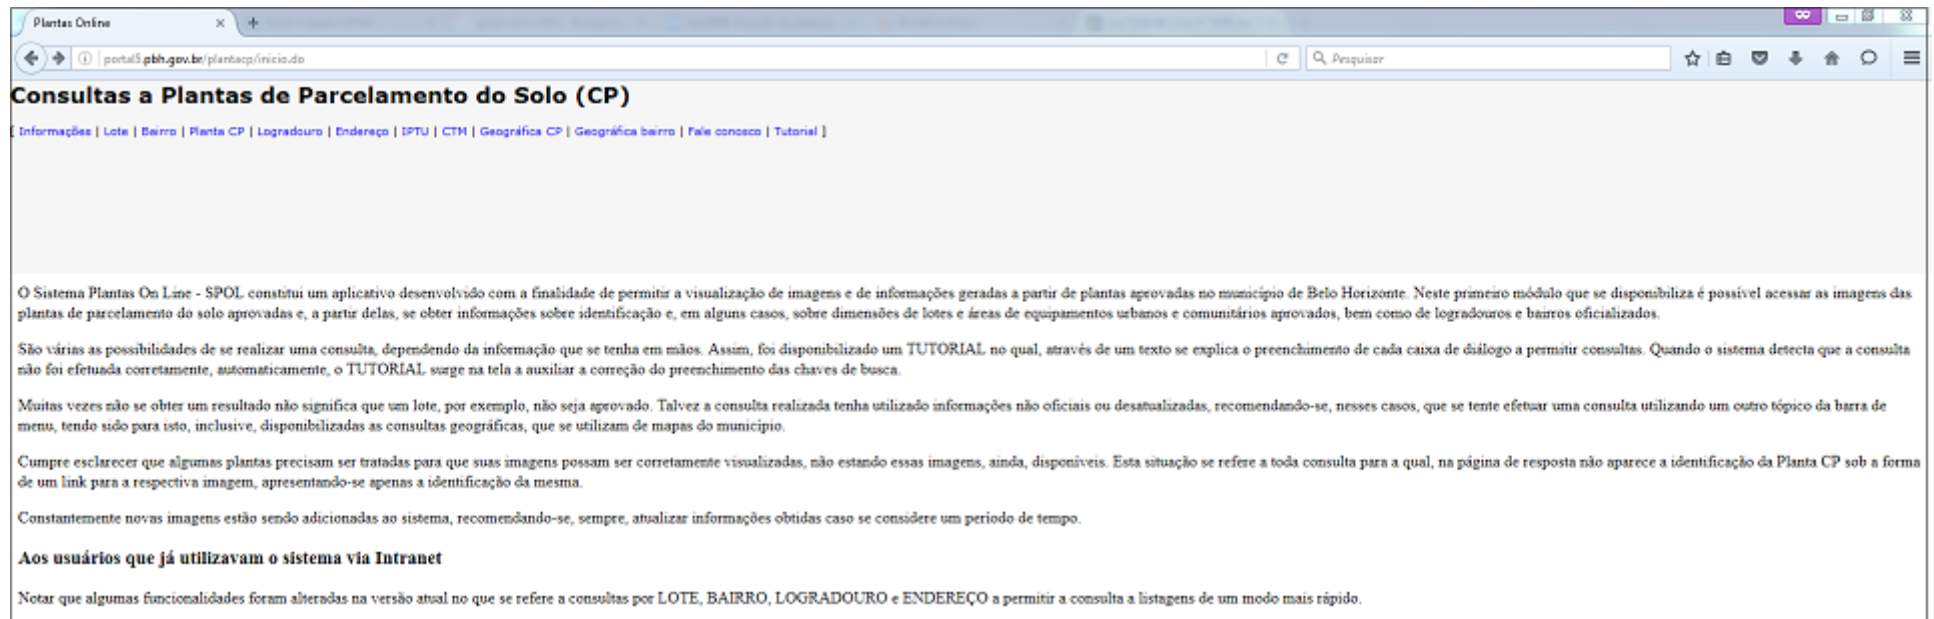 Plantas Online
portal5.pbh.gov.br/plantacp/inicio.do
Pesquisar
Consultas a Plantas de Parcelamento do Solo (CP)
[ Informações | Lote | Bairro | Planta CP | Logradouro | Endereço | IPTU | CTM | Geográfica CP | Geográfica bairro | Fale conosco | Tutorial ]
O Sistema Plantas On Line - SPOL constitui um aplicativo desenvolvido com a finalidade de permitir a visualização de imagens e de informações geradas a partir de plantas aprovadas no município de Belo Horizonte. Neste primeiro módulo que se disponibiliza é possível acessar as imagens das
plantas de parcelamento do solo aprovadas e, a partir delas, se obter informações sobre identificação e, em alguns casos, sobre dimensões de lotes e áreas de equipamentos urbanos e comunitários aprovados, bem como de logradouros e bairros oficializados.
São várias as possibilidades de se realizar uma consulta, dependendo da informação que se tenha em mãos. Assim, foi disponibilizado um TUTORIAL no qual, através de um texto se explica o preenchimento de cada caixa de diálogo a permitir consultas. Quando o sistema detecta que a consulta
não foi efetuada corretamente, automaticamente, o TUTORIAL surge na tela a auxiliar a correção do preenchimento das chaves de busca.
Muitas vezes não se obter um resultado não significa que um lote, por exemplo, não seja aprovado. Talvez a consulta realizada tenha utilizado informações não oficiais ou desatualizadas, recomendando-se, nesses casos, que se tente efetuar uma consulta utilizando um outro tópico da barra de
menu, tendo sido para isto, inclusive, disponibilizadas as consultas geográficas, que se utilizam de mapas do município.
Cumpre esclarecer que algumas plantas precisam ser tratadas para que suas imagens possam ser corretamente visualizadas, não estando essas imagens, ainda, disponíveis. Esta situação se refere a toda consulta para a qual, na página de resposta não aparece a identificação da Planta CP sob a forma
de um link para a respectiva imagem, apresentando-se apenas a identificação da mesma.
Constantemente novas imagens estão sendo adicionadas ao sistema, recomendando-se, sempre, atualizar informações obtidas caso se considere um período de tempo.
Aos usuários que já utilizavam o sistema via Intranet
Notar que algumas funcionalidades foram alteradas na versão atual no que se refere a consultas por LOTE, BAIRRO, LOGRADOURO e ENDEREÇO a permitir a consulta a listagens de um modo mais rápido.